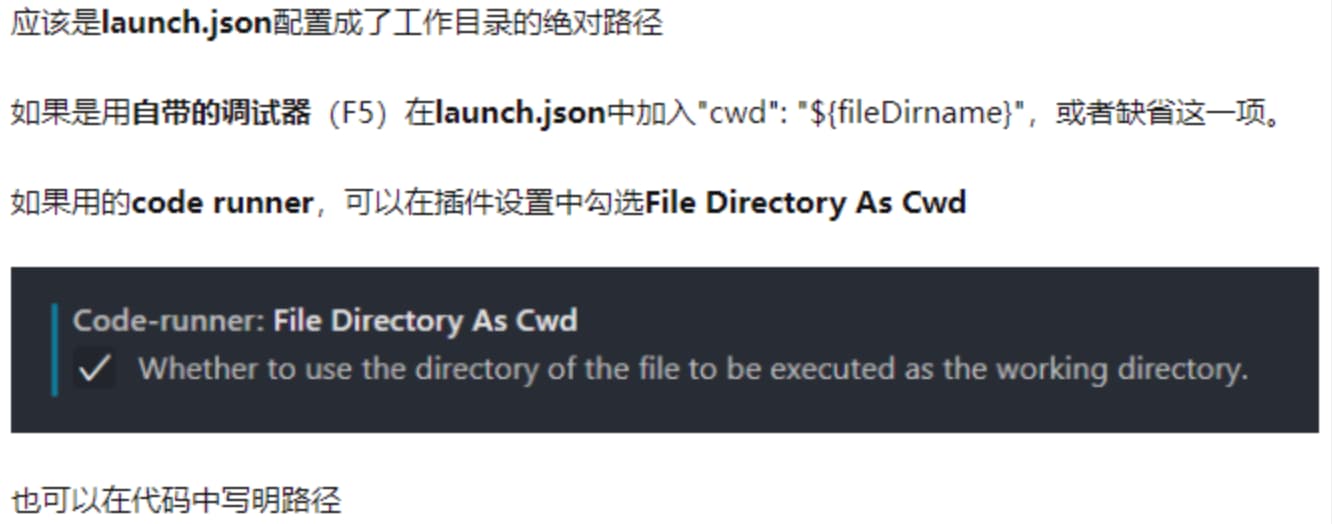 应该是launch.json配置成了工作目录的绝对路径
如果是用自带的调试器（F5）在launch.json中加入"cwd": "${fileDirname}"，或者缺省这一项。
如果用的code runner，可以在插件设置中勾选File Directory As Cwd
Code-runner: File Directory As Cwd
Whether to use the directory of the file to be executed as the working directory.
也可以在代码中写明路径